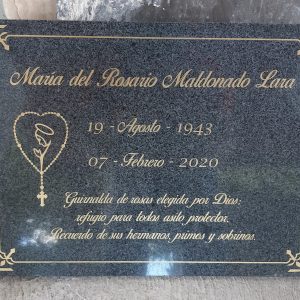 María del Rosario Maldonado Lara
19 - Agosto - 1943
07 - Febrero - 2020
Guirnalda de rosas elegida por Dios;
refugio para todos asilo protector.
Recuerdo de sus hermanos, primos y sobrinos.